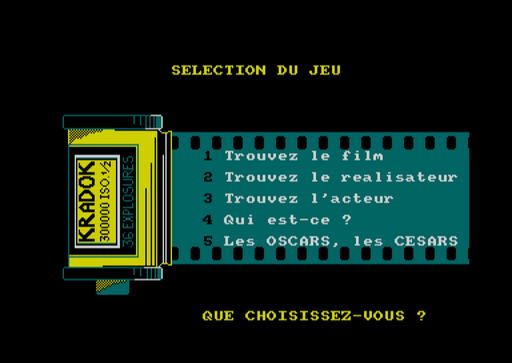 SELECTION DU JEU
KRADOK
300000 ISO.1/2
36 EXPLOSURES
1 Trouvez le film
2 Trouvez le realisateur
3 Trouvez l'acteur
4 Qui est-ce ?
5 Les OSCARS, les CESARS
QUE CHOISISSEZ-VOUS ?